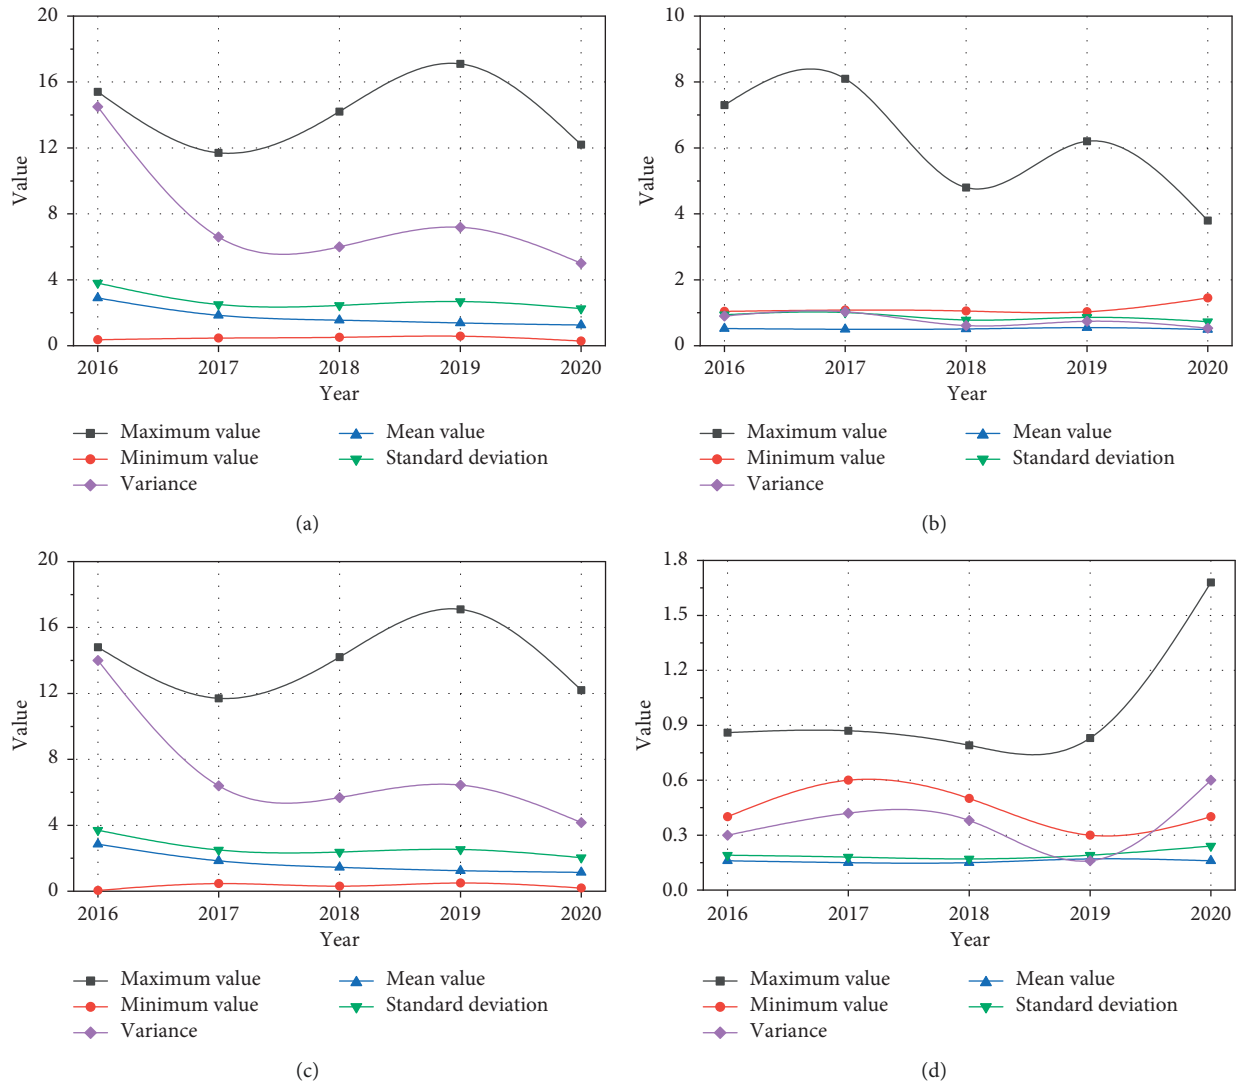 20
16
12
8
4
0
Value
2016 2017 2018 2019 2020
Year
Maximum value
Minimum value
Variance
Mean value
Standard deviation
(a)
10
8
6
4
2
0
Value
2016 2017 2018 2019 2020
Year
Maximum value
Minimum value
Variance
Mean value
Standard deviation
(b)
20
16
12
8
4
0
Value
2016 2017 2018 2019 2020
Year
Maximum value
Minimum value
Variance
Mean value
Standard deviation
(c)
1.8
1.5
1.2
0.9
0.6
0.3
0.0
Value
2016 2017 2018 2019 2020
Year
Maximum value
Minimum value
Variance
Mean value
Standard deviation
(d)